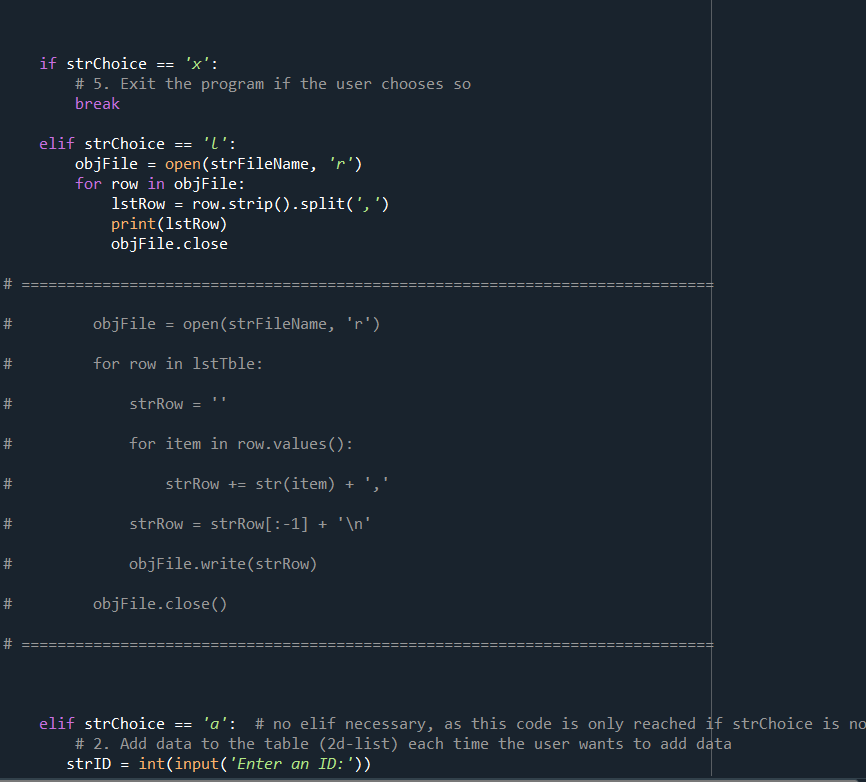 if strChoice == 'x':
# 5. Exit the program if the user chooses so
break
elif strChoice == 'l':
objFile = open(strFileName, 'r')
for row in objFile:
lstRow = row.strip().split(',')
print(lstRow)
objFile.close
# =============================================================================
# objFile = open(strFileName, 'r')
# for row in lstTble:
# strRow = ''
# for item in row.values():
# strRow += str(item) + ','
# strRow = strRow[:-1] + '\n'
# objFile.write(strRow)
# objFile.close()
# =============================================================================
elif strChoice == 'a':  # no elif necessary, as this code is only reached if strChoice is no
# 2. Add data to the table (2d-list) each time the user wants to add data
strID = int(input('Enter an ID:'))